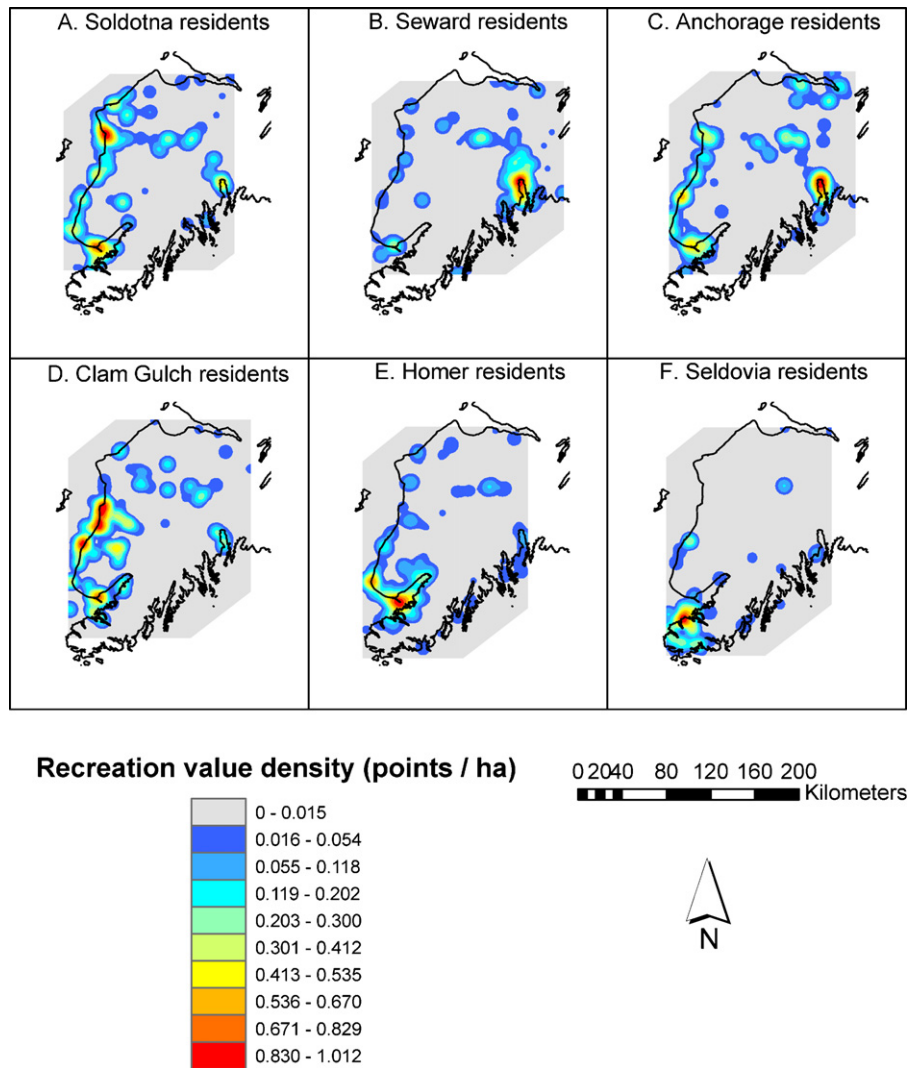 A. Soldotna residents
B. Seward residents
C. Anchorage residents
D. Clam Gulch residents
E. Homer residents
F. Seldovia residents
Recreation value density (points / ha)
0 - 0.015
0.016 - 0.054
0.055 - 0.118
0.119 - 0.202
0.203 - 0.300
0.301 - 0.412
0.413 - 0.535
0.536 - 0.670
0.671 - 0.829
0.830 - 1.012
0 20 40 80 120 160 200
Kilometers
N